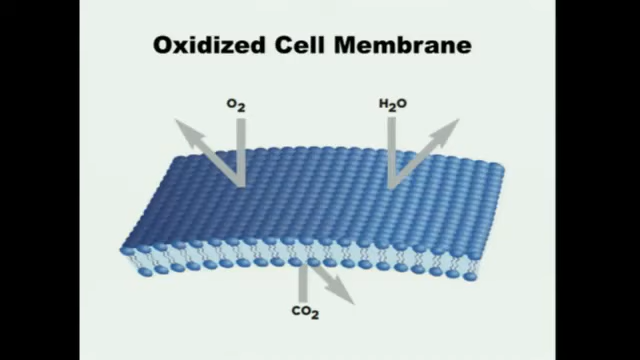 Oxidized Cell Membrane
O₂
H₂O
CO₂